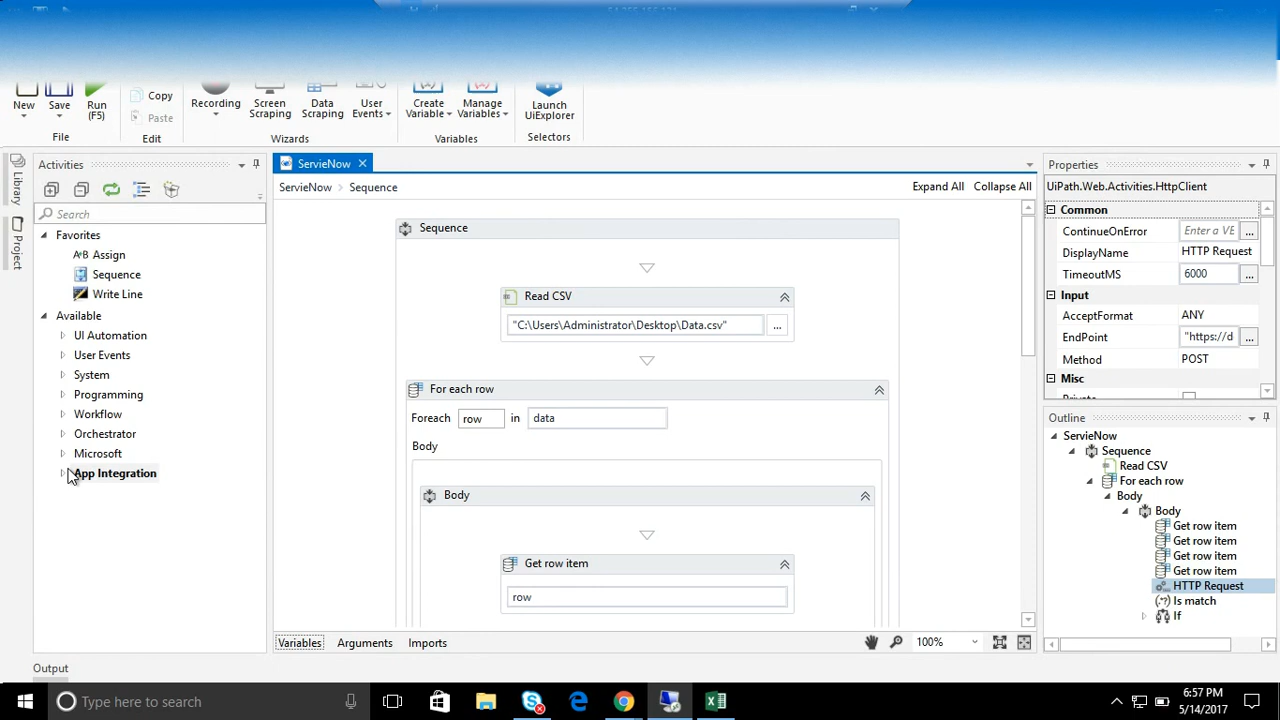 New
Save
Run
(F5)
Copy
Paste
Recording
Screen
Scraping
Data
Scraping
User
Events
Create
Variable
Manage
Variables
Launch
UiExplorer
File
Edit
Wizards
Variables
Selectors
Library
Project
Activities
Search
Favorites
Assign
Sequence
Write Line
Available
UI Automation
User Events
System
Programming
Workflow
Orchestrator
Microsoft
App Integration
ServieNow
ServieNow > Sequence
Expand All Collapse All
Sequence
Read CSV
"C:\Users\Administrator\Desktop\Data.csv"
...
For each row
Foreach row in data
Body
Body
Get row item
row
Variables Arguments Imports
100%
Properties
UiPath.Web.Activities.HttpClient
Common
ContinueOnError Enter a VE ...
DisplayName HTTP Request
TimeoutMS 6000 ...
Input
AcceptFormat ANY
EndPoint "https://d ...
Method POST
Misc
Outline
ServieNow
Sequence
Read CSV
For each row
Body
Body
Get row item
Get row item
Get row item
Get row item
HTTP Request
Is match
If
Output
Type here to search
6:57 PM
5/14/2017